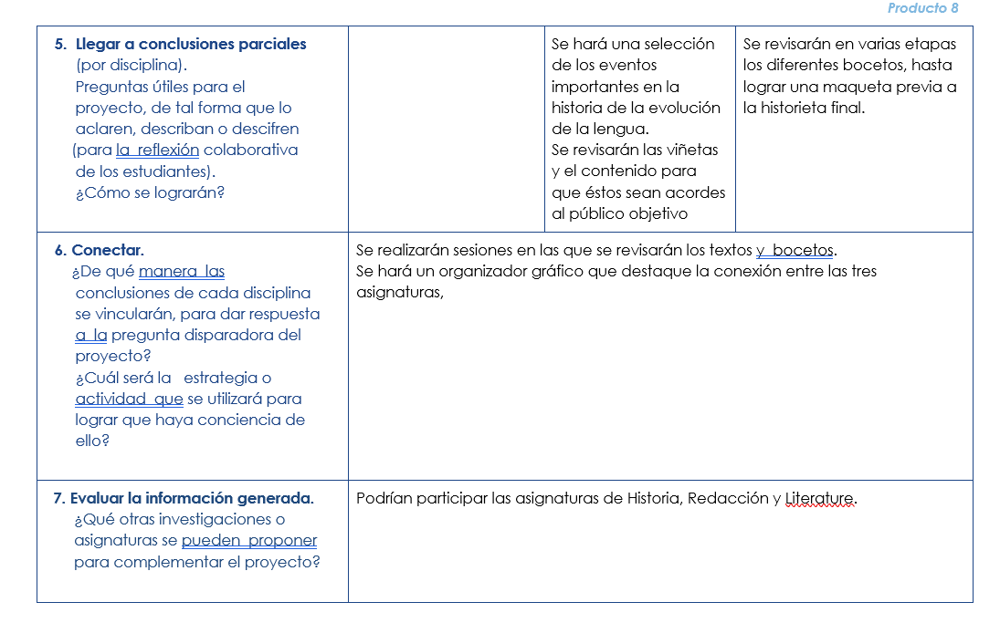 Producto 8
5. Llegar a conclusiones parciales
(por disciplina).
Preguntas útiles para el
proyecto, de tal forma que lo
aclaren, describan o descifren
(para la reflexión colaborativa
de los estudiantes).
¿Cómo se lograrán?
Se hará una selección
de los eventos
importantes en la
historia de la evolución
de la lengua.
Se revisarán las viñetas
y el contenido para
que éstos sean acordes
al público objetivo
Se revisarán en varias etapas
los diferentes bocetos, hasta
lograr una maqueta previa a
la historieta final.
6. Conectar.
¿De qué manera las
conclusiones de cada disciplina
se vincularán, para dar respuesta
a la pregunta disparadora del
proyecto?
¿Cuál será la estrategia o
actividad que se utilizará para
lograr que haya conciencia de
ello?
Se realizarán sesiones en las que se revisarán los textos y bocetos.
Se hará un organizador gráfico que destaque la conexión entre las tres
asignaturas,
7. Evaluar la información generada.
¿Qué otras investigaciones o
asignaturas se pueden proponer
para complementar el proyecto?
Podrían participar las asignaturas de Historia, Redacción y Literature.